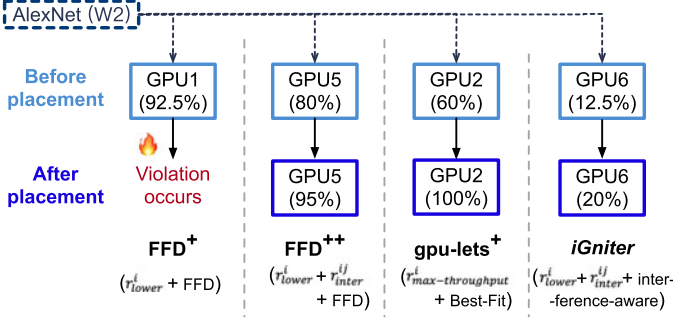 AlexNet (W2)
Before placement
GPU1 (92.5%)
GPU5 (80%)
GPU2 (60%)
GPU6 (12.5%)
After placement
Violation occurs
GPU5 (95%)
GPU2 (100%)
GPU6 (20%)
FFD+
FFD++
gpu-lets+
iGniter
(r^i_lower + FFD)
(r^i_lower + r^ij_inter + FFD)
(r^i_max−throughput + Best-Fit)
(r^i_lower + r^ij_inter + inter-
-ference-aware)